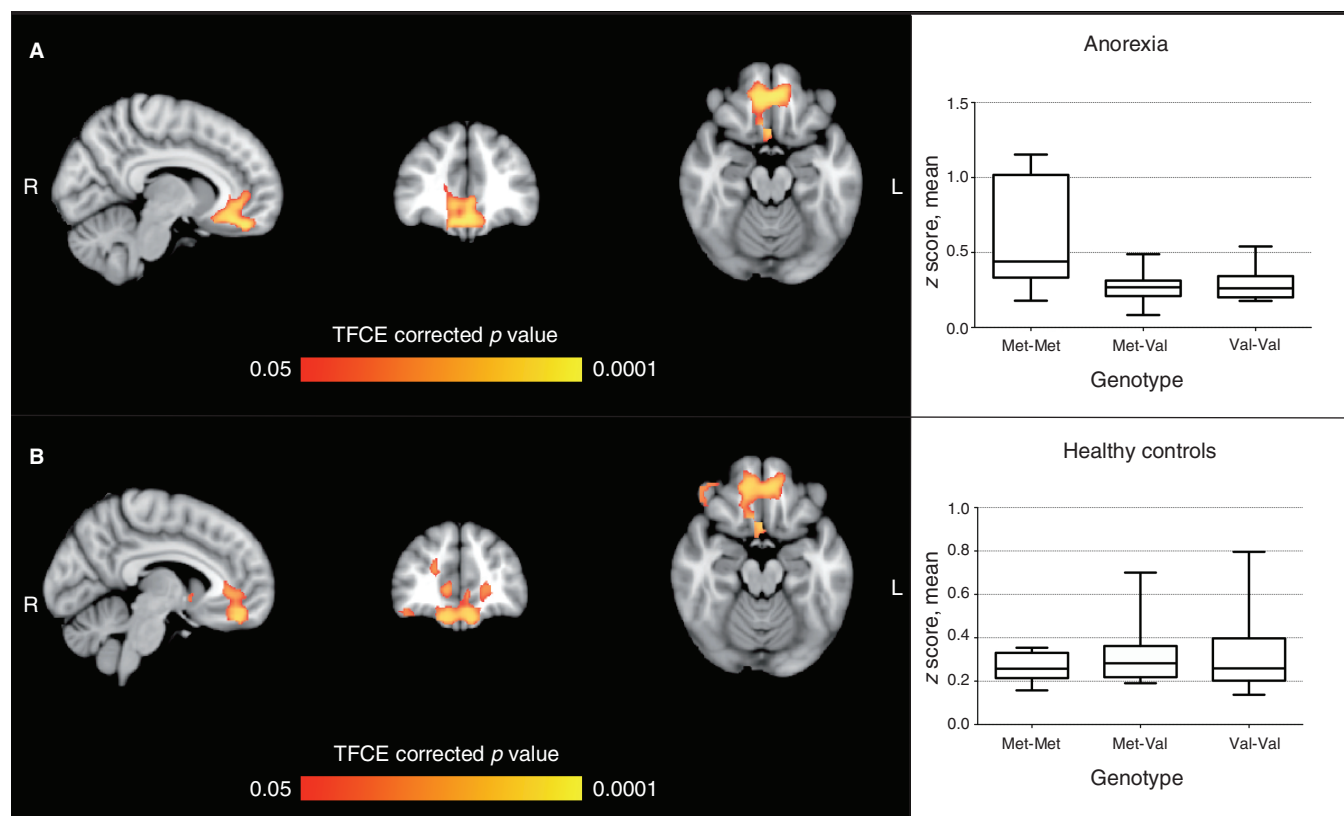 A
R
L
TFCE corrected p value
0.05
0.0001
Anorexia
z score, mean
1.5
1.0
0.5
0.0
Met-Met Met-Val Val-Val
Genotype
B
R
L
TFCE corrected p value
0.05
0.0001
Healthy controls
z score, mean
1.0
0.8
0.6
0.4
0.2
0.0
Met-Met Met-Val Val-Val
Genotype